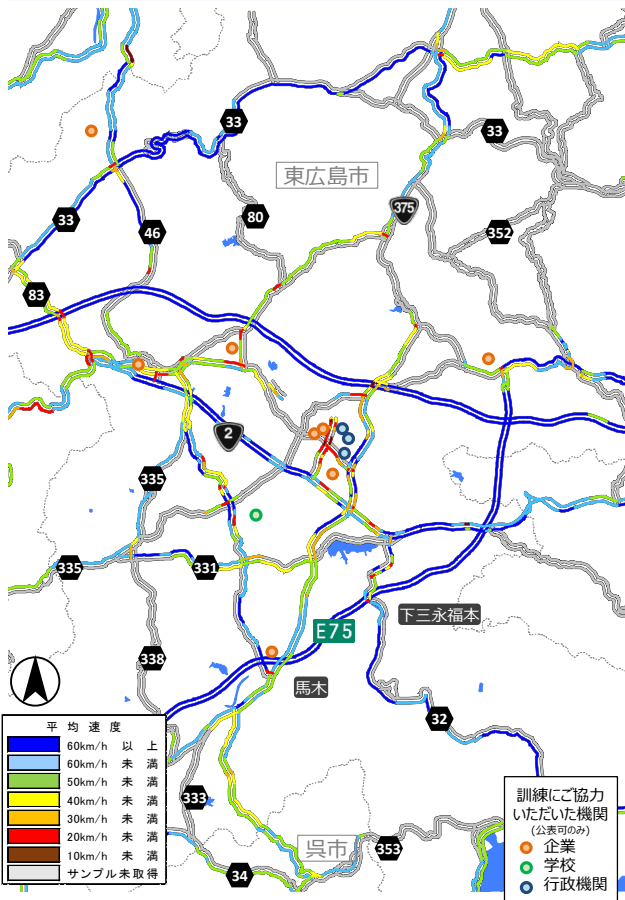 33
33
東広島市
375
80
33
46
352
83
2
335
335
331
下三永福本
E75
338
馬木
32
平均速度
60km/h 以上
60km/h 未満
50km/h 未満
40km/h 未満
30km/h 未満
20km/h 未満
10km/h 未満
サンプル未取得
333
呉市
353
34
訓練にご協力
いただいた機関
(公表可のみ)
企業
学校
行政機関